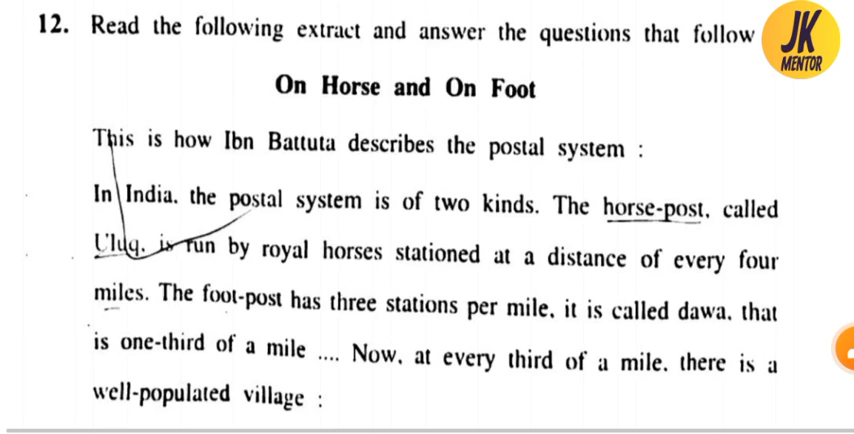 12. Read the following extract and answer the questions that follow
JK
MENTOR
On Horse and On Foot
This is how Ibn Battuta describes the postal system :
In India. the postal system is of two kinds. The horse-post, called
Uluq, is run by royal horses stationed at a distance of every four
miles. The foot-post has three stations per mile, it is called dawa, that
is one-third of a mile .... Now, at every third of a mile, there is a
well-populated village :